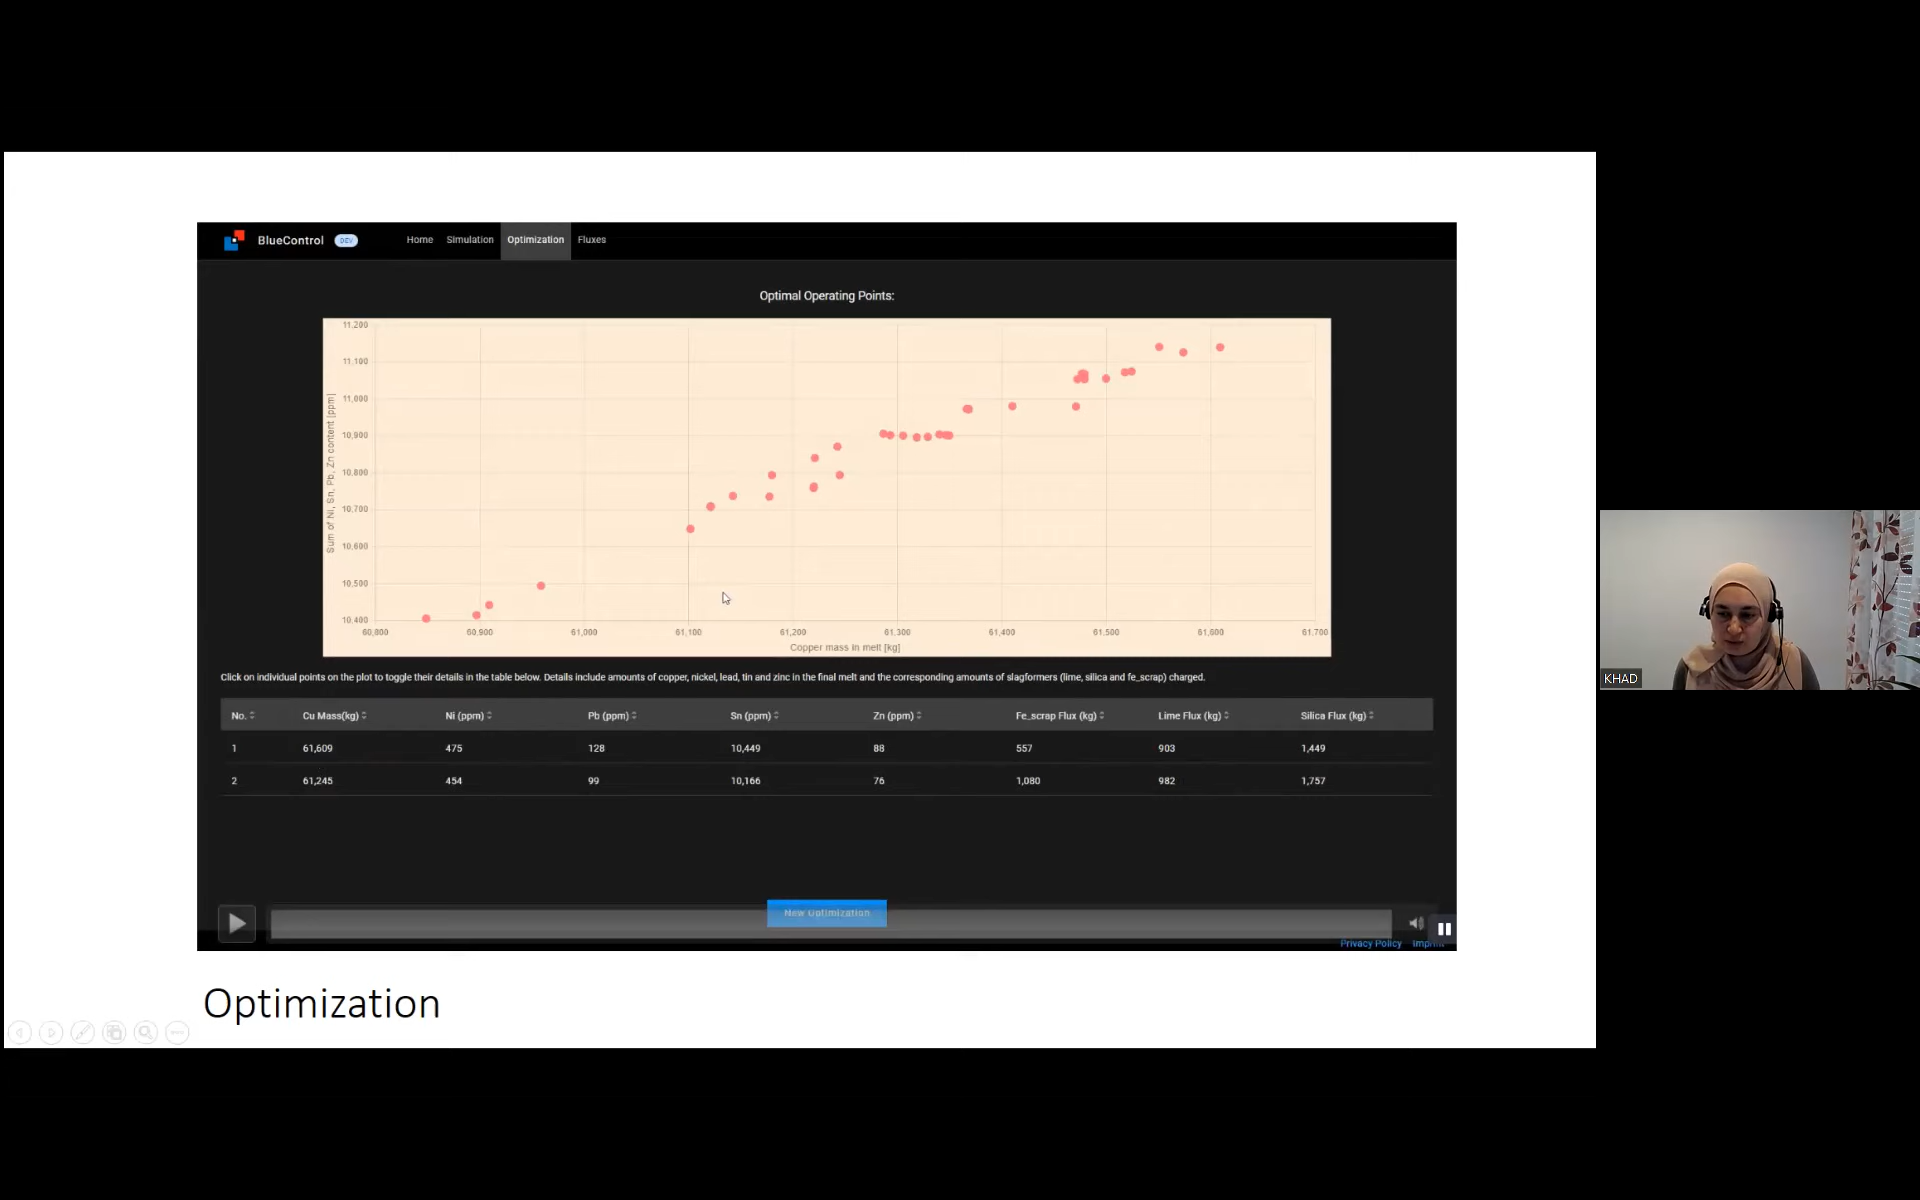 BlueControl DEV Home Simulation Optimization Fluxes
Optimal Operating Points:
11,200
11,100
11,000
10,900
10,800
10,700
10,600
10,500
10,400
Sum of Ni, Sn, Pb, Zn content [ppm]
60,800 60,900 61,000 61,100 61,200 61,300 61,400 61,500 61,600 61,700
Copper mass in melt [kg]
Click on individual points on the plot to toggle their details in the table below. Details include amounts of copper, nickel, lead, tin and zinc in the final melt and the corresponding amounts of slagformers (lime, silica and fe_scrap) charged.
No. Cu Mass(kg) Ni (ppm) Pb (ppm) Sn (ppm) Zn (ppm) Fe_scrap Flux (kg) Lime Flux (kg) Silica Flux (kg)
1 61,609 475 128 10,449 88 557 903 1,449
2 61,245 454 99 10,166 76 1,080 982 1,757
New Optimization
Privacy Policy
Optimization
KHAD